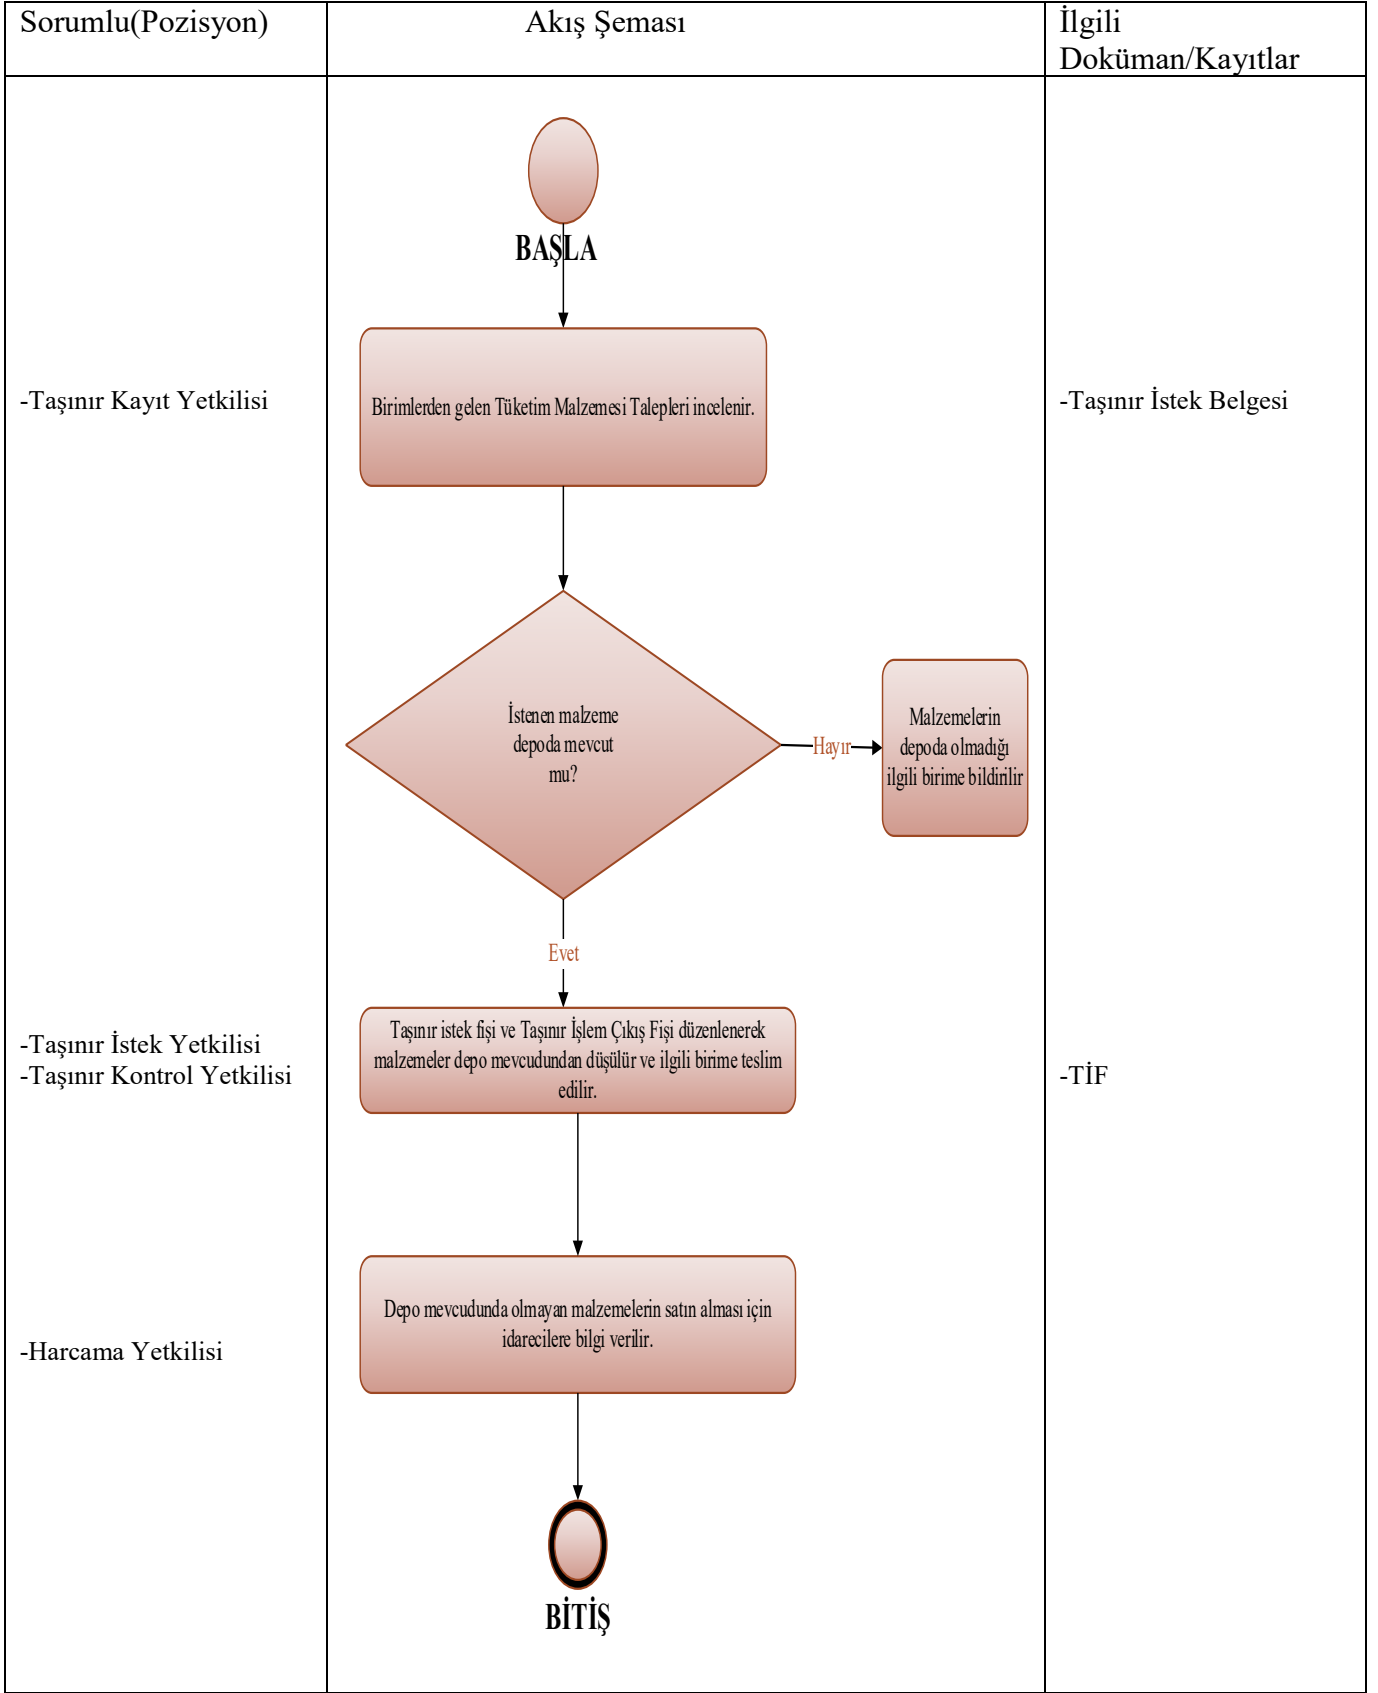 Sorumlu(Pozisyon)
Akış Şeması
İlgili
Doküman/Kayıtlar
BAŞLA
-Taşınır Kayıt Yetkilisi
Birimlerden gelen Tüketim Malzemesi Talepleri incelenir.
-Taşınır İstek Belgesi
İstenen malzeme
depoda mevcut
mu?
Hayır
Malzemelerin
depoda olmadığı
ilgili birime bildirilir
Evet
-Taşınır İstek Yetkilisi
-Taşınır Kontrol Yetkilisi
Taşınır istek fişi ve Taşınır İşlem Çıkış Fişi düzenlenerek
malzemeler depo mevcudundan düşülür ve ilgili birime teslim
edilir.
-TİF
-Harcama Yetkilisi
Depo mevcudunda olmayan malzemelerin satın alması için
idarecilere bilgi verilir.
BİTİŞ